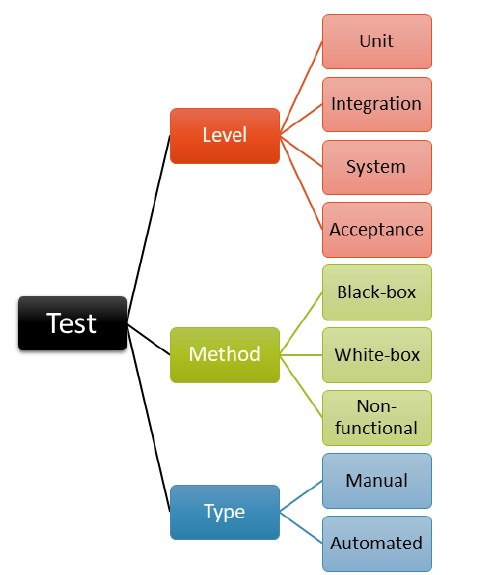 Test
Level
Unit
Integration
System
Acceptance
Method
Black-box
White-box
Non-
functional
Type
Manual
Automated